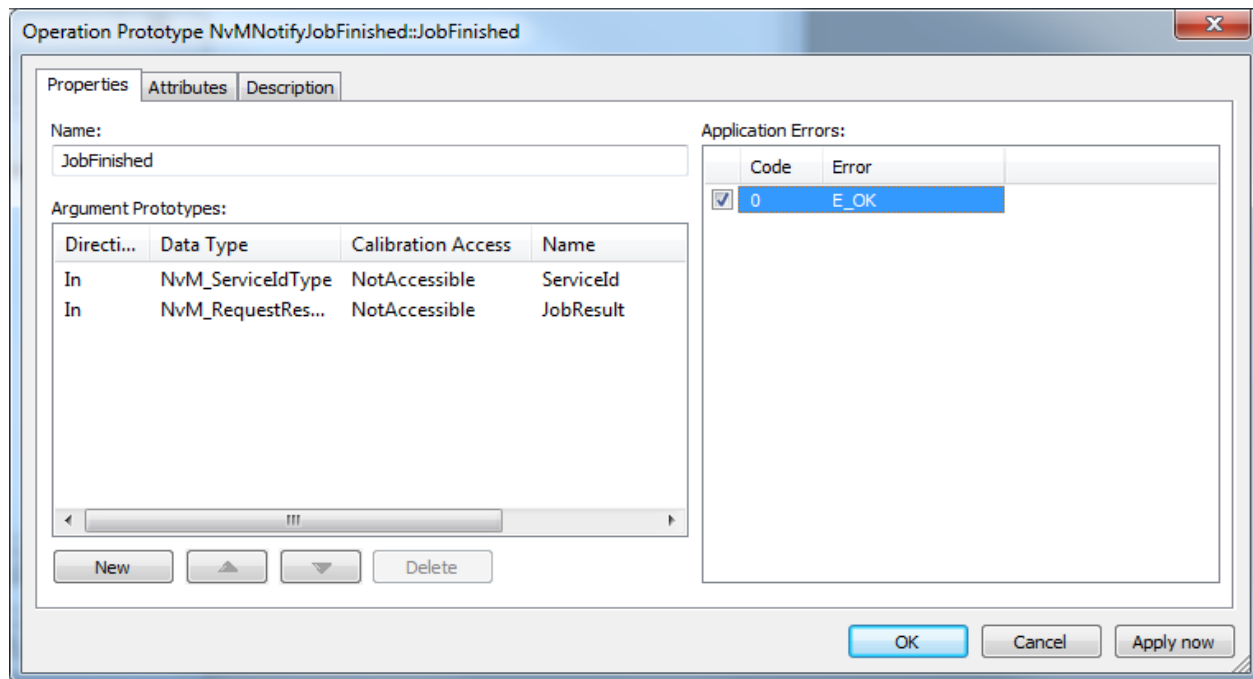 Operation Prototype NvMNotifyJobFinished::JobFinished
Properties Attributes Description
Name:
JobFinished
Argument Prototypes:
Directi... Data Type Calibration Access Name
In NvM_ServiceIdType NotAccessible ServiceId
In NvM_RequestRes... NotAccessible JobResult
New Delete
Application Errors:
Code Error
0 E_OK
OK Cancel Apply now